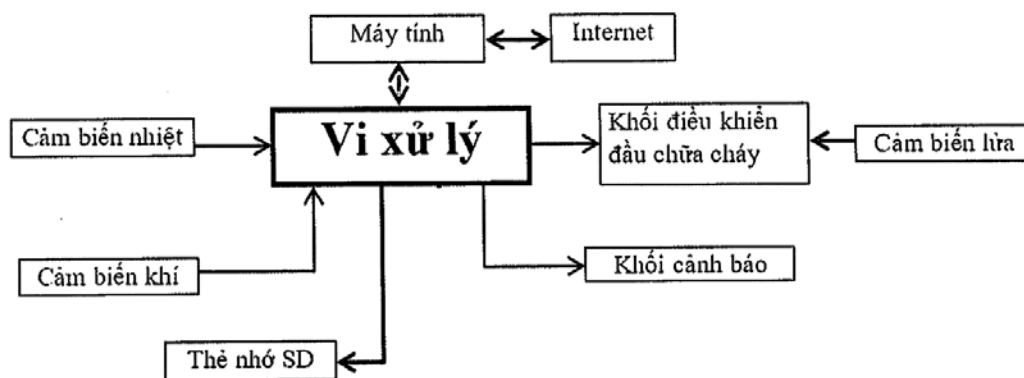 Máy tính
Internet
Cảm biến nhiệt
Vi xử lý
Khối điều khiển
đầu chữa cháy
Cảm biến lửa
Cảm biến khí
Khối cảnh báo
Thẻ nhớ SD